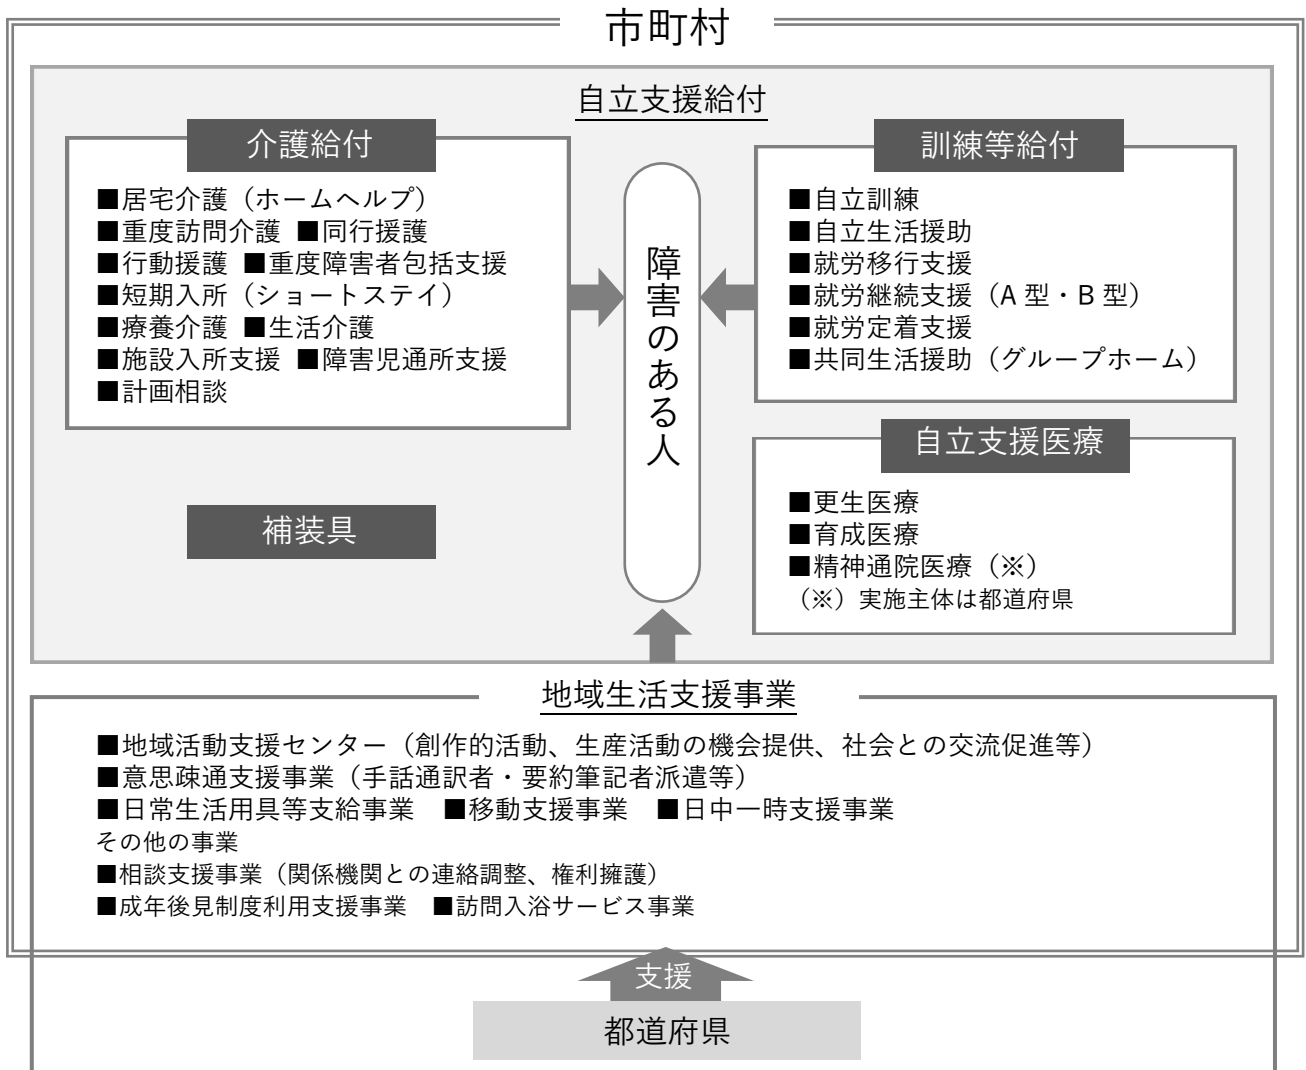 市町村
自立支援給付
介護給付
■居宅介護（ホームヘルプ）
■重度訪問介護 ■同行援護
■行動援護 ■重度障害者包括支援
■短期入所（ショートステイ）
■療養介護 ■生活介護
■施設入所支援 ■障害児通所支援
■計画相談
障害のある人
訓練等給付
■自立訓練
■自立生活援助
■就労移行支援
■就労継続支援（A 型・B 型）
■就労定着支援
■共同生活援助（グループホーム）
補装具
自立支援医療
■更生医療
■育成医療
■精神通院医療（※）
（※）実施主体は都道府県
地域生活支援事業
■地域活動支援センター（創作的活動、生産活動の機会提供、社会との交流促進等）
■意思疎通支援事業（手話通訳者・要約筆記者派遣等）
■日常生活用具等支給事業　■移動支援事業　■日中一時支援事業
その他の事業
■相談支援事業（関係機関との連絡調整、権利擁護）
■成年後見制度利用支援事業　■訪問入浴サービス事業
支援
都道府県